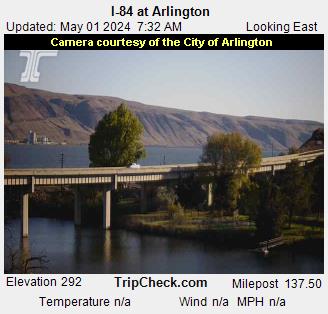 I-84 at Arlington
Updated: May 01 2024 7:32 AM Looking East
Camera courtesy of the City of Arlington
Elevation 292 TripCheck.com Milepost 137.50
Temperature n/a Wind n/a MPH n/a